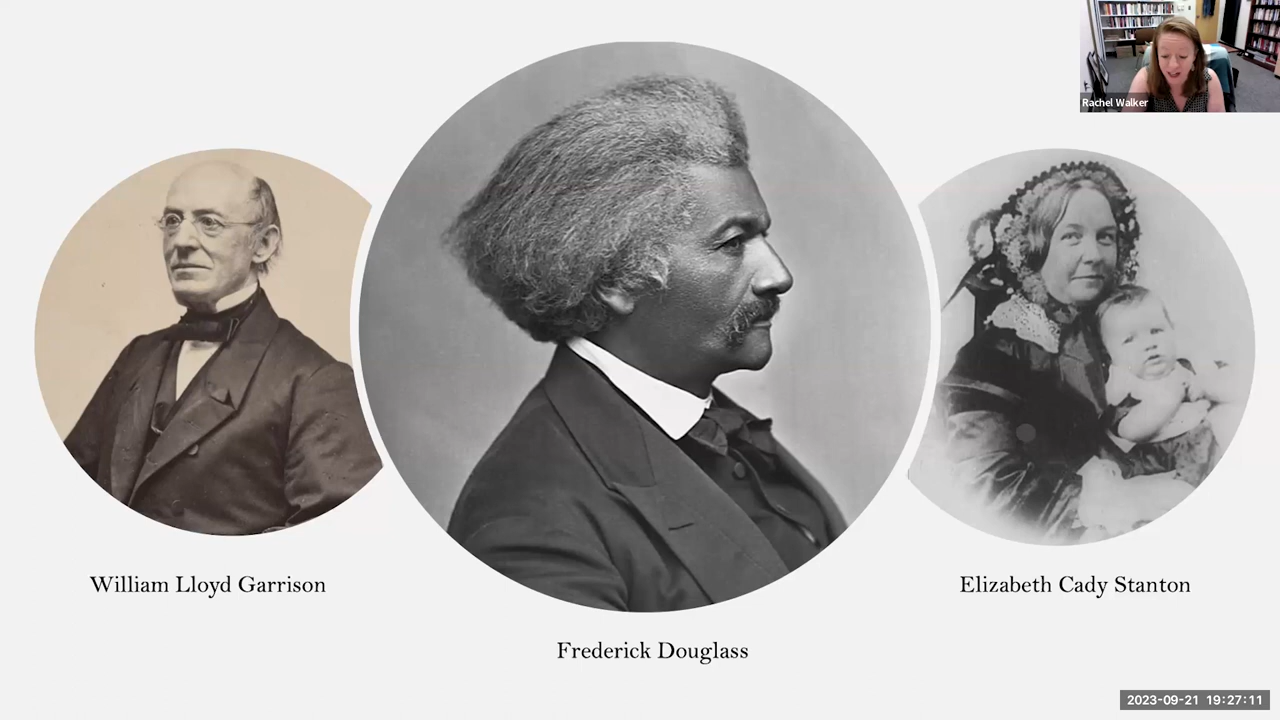 Rachel Walker
William Lloyd Garrison
Elizabeth Cady Stanton
Frederick Douglass
2023-09-21 19:27:11